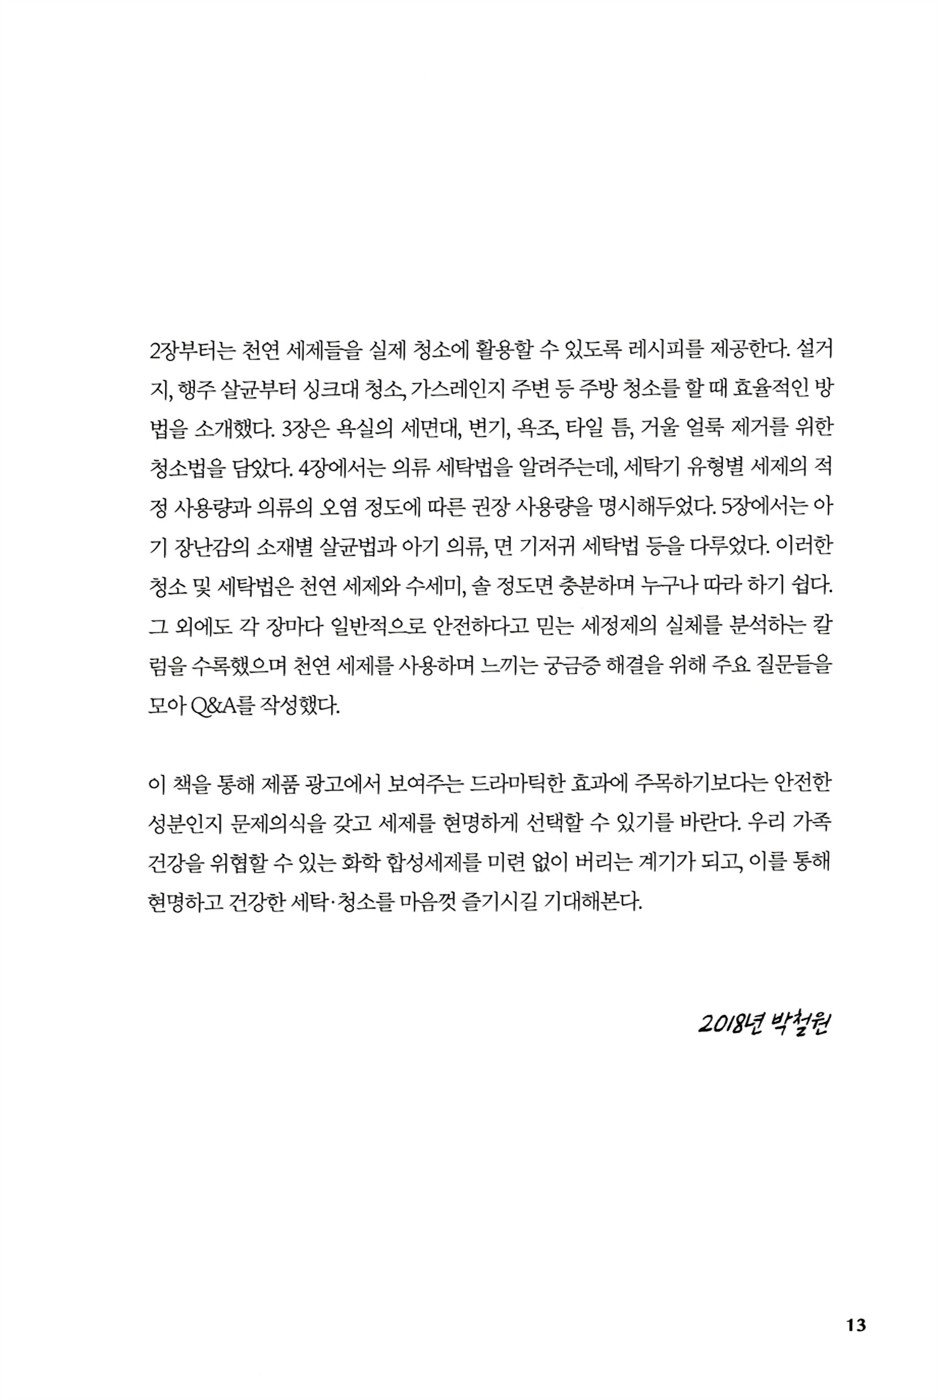 2장부터는 천연 세제들을 실제 청소에 활용할 수 있도록 레시피를 제공한다. 설거
지, 행주 살균부터 싱크대 청소, 가스레인지 주변 등 주방 청소를 할 때 효율적인 방
법을 소개했다. 3장은 욕실의 세면대, 변기, 욕조, 타일 틈, 거울 얼룩 제거를 위한
청소법을 담았다. 4장에서는 의류 세탁법을 알려주는데, 세탁기 유형별 세제의 적
정 사용량과 의류의 오염 정도에 따른 권장 사용량을 명시해두었다. 5장에서는 아
기 장난감의 소재별 살균법과 아기 의류, 면 기저귀 세탁법 등을 다루었다. 이러한
청소 및 세탁법은 천연 세제와 수세미, 솔 정도면 충분하며 누구나 따라 하기 쉽다.
그 외에도 각 장마다 일반적으로 안전하다고 믿는 세정제의 실체를 분석하는 칼
럼을 수록했으며 천연 세제를 사용하며 느끼는 궁금증 해결을 위해 주요 질문들을
모아 Q&A를 작성했다.
이 책을 통해 제품 광고에서 보여주는 드라마틱한 효과에 주목하기보다는 안전한
성분인지 문제의식을 갖고 세제를 현명하게 선택할 수 있기를 바란다. 우리 가족
건강을 위협할 수 있는 화학 합성세제를 미련 없이 버리는 계기가 되고, 이를 통해
현명하고 건강한 세탁·청소를 마음껏 즐기시길 기대해본다.
2018년 박철원
13